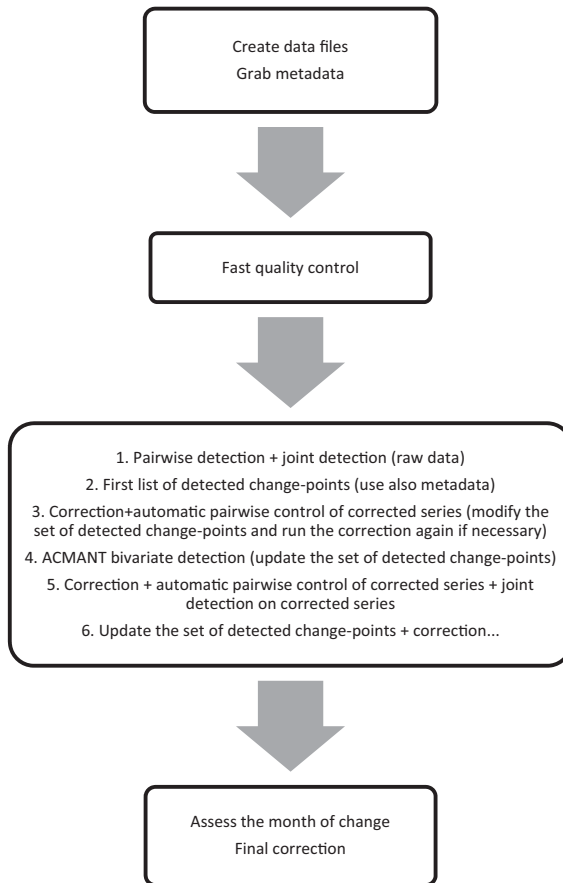 Create data files
Grab metadata
Fast quality control
1. Pairwise detection + joint detection (raw data)
2. First list of detected change-points (use also metadata)
3. Correction+automatic pairwise control of corrected series (modify the
set of detected change-points and run the correction again if necessary)
4. ACMANT bivariate detection (update the set of detected change-points)
5. Correction + automatic pairwise control of corrected series + joint
detection on corrected series
6. Update the set of detected change-points + correction...
Assess the month of change
Final correction